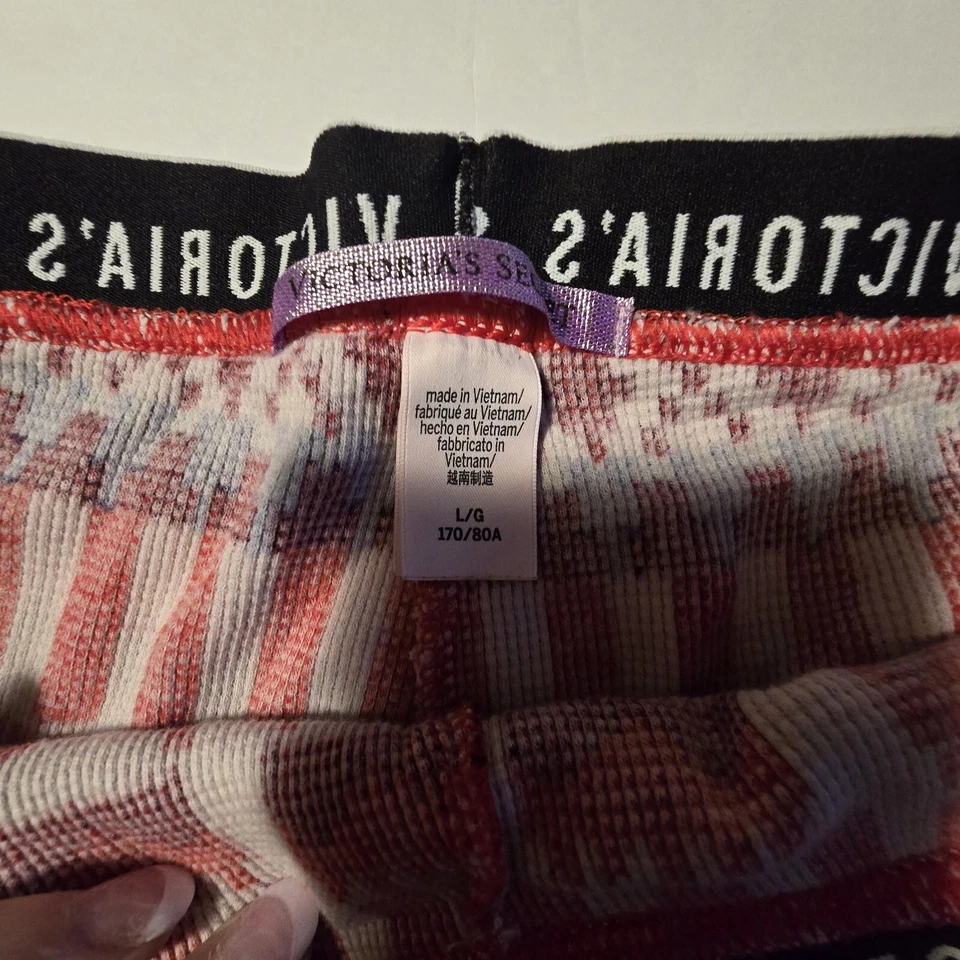 VICTORIA'S VICTORIA'S
VICTORIA'S
made in Vietnam/
fabriqué au Vietnam/
hecho en Vietnam/
fabbricato in
Vietnam/
越南制造
L/G
170/80A